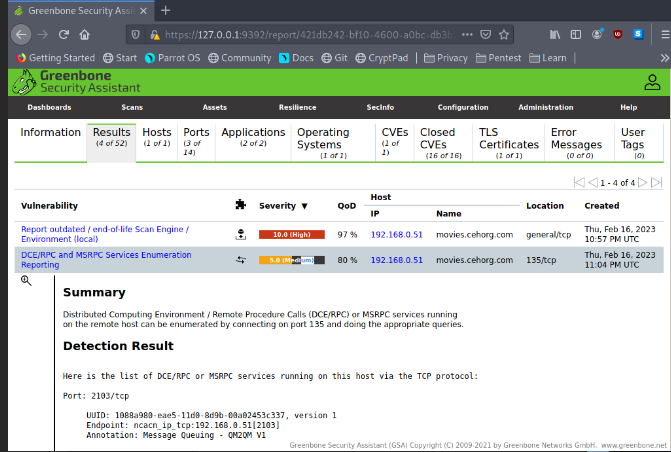 Greenbone Security Assist
https://127.0.0.1:9392/report/421db242-bf10-4600-a0bc-db3b
Getting Started Start Parrot OS Community Docs Git CryptPad Privacy Pentest Learn
Greenbone
Security Assistant
Dashboards Scans Assets Resilience SecInfo Configuration Administration Help
Information Results Hosts Ports Applications Operating Systems CVEs Closed CVEs TLS Certificates Error Messages User Tags
(4 of 52) (1 of 1) (3 of 14) (2 of 2) (1 of 1) (1 of 1) (16 of 16) (1 of 1) (0 of 0) (0)
1 - 4 of 4
Vulnerability Severity ▼ QoD Host Location Created
IP Name
Report outdated / end-of-life Scan Engine / Environment (local) 10.0 (High) 97 % 192.168.0.51 movies.cehorg.com general/tcp Thu, Feb 16, 2023 10:57 PM UTC
DCE/RPC and MSRPC Services Enumeration Reporting 5.0 (Medium) 80 % 192.168.0.51 movies.cehorg.com 135/tcp Thu, Feb 16, 2023 11:04 PM UTC
Summary
Distributed Computing Environment / Remote Procedure Calls (DCE/RPC) or MSRPC services running
on the remote host can be enumerated by connecting on port 135 and doing the appropriate queries.
Detection Result
Here is the list of DCE/RPC or MSRPC services running on this host via the TCP protocol:
Port: 2103/tcp
UUID: 1088a980-eae5-11d0-8d9b-00a02453c337, version 1
Endpoint: ncacn_ip_tcp:192.168.0.51[2103]
Annotation: Message Queuing - QM2QM V1
Greenbone Security Assistant (GSA) Copyright (C) 2009-2021 by Greenbone Networks GmbH. www.greenbone.net